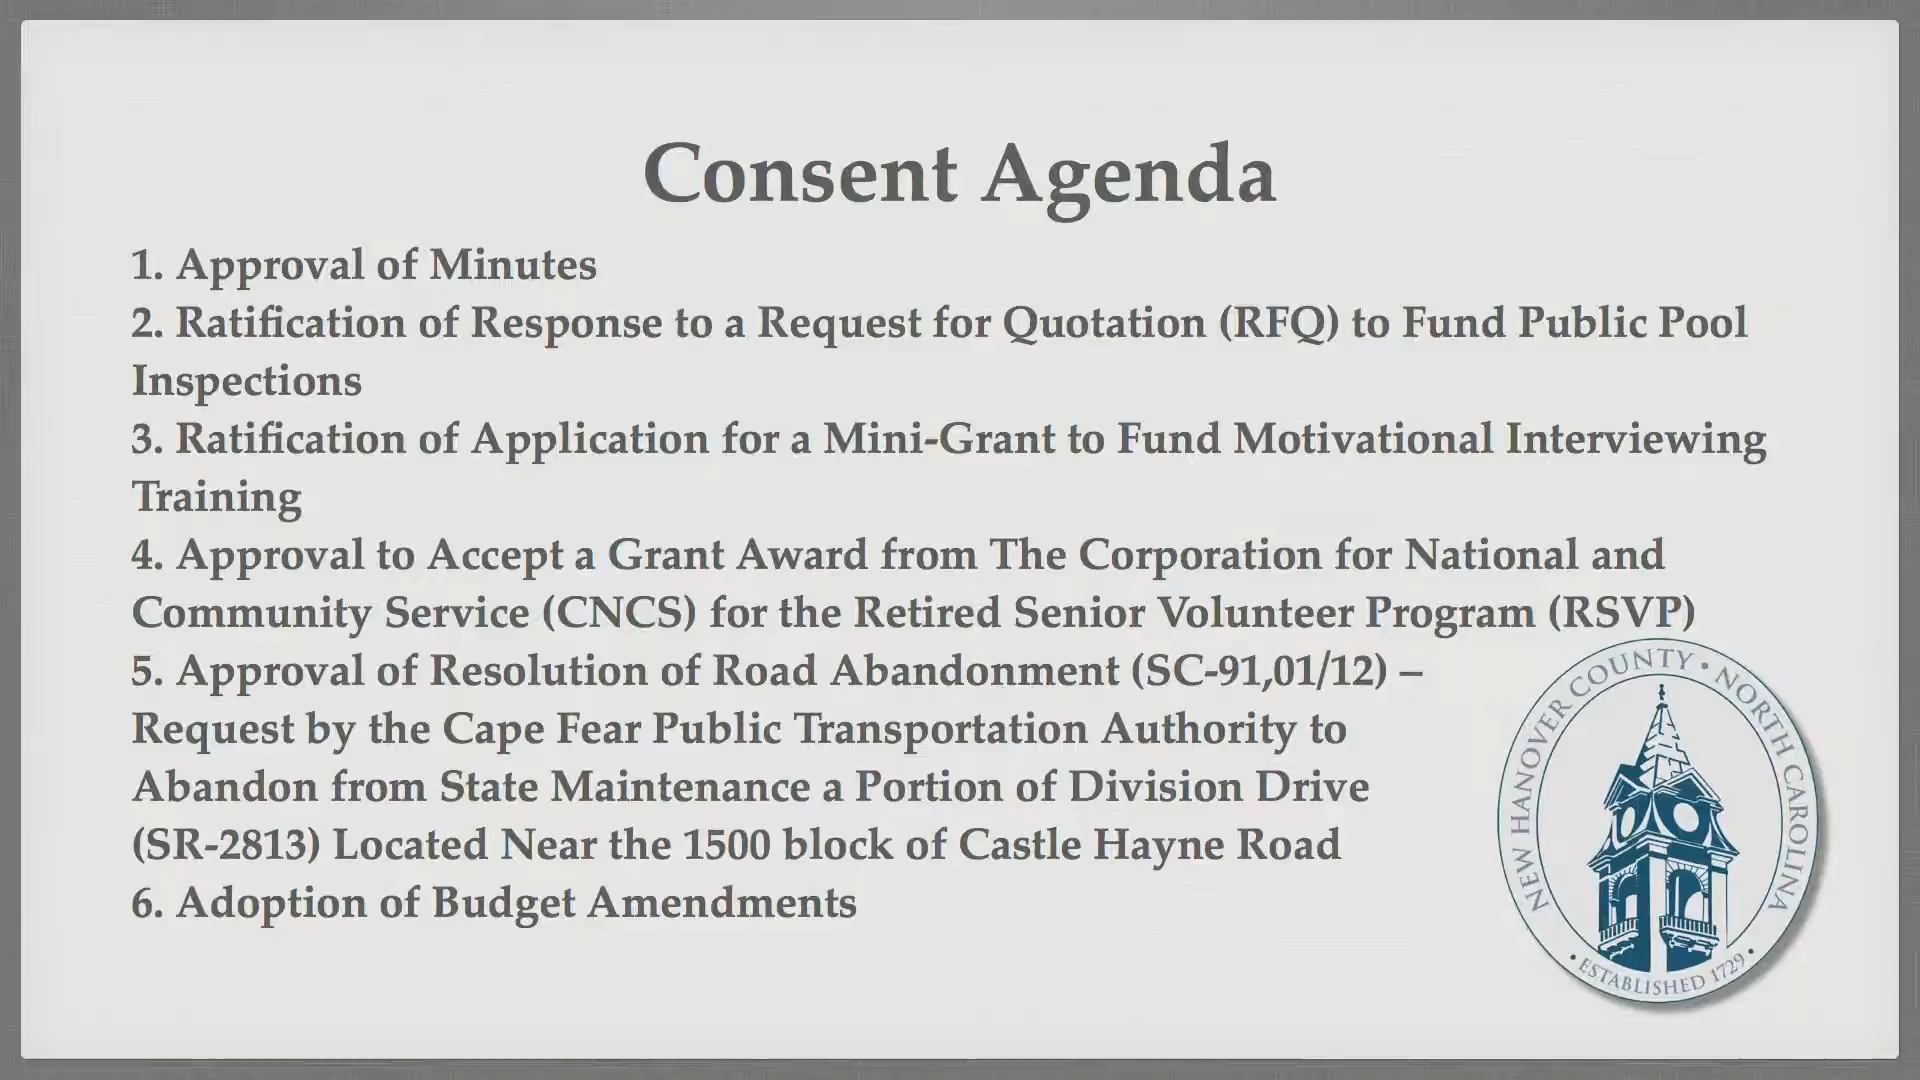 Consent Agenda
1. Approval of Minutes
2. Ratification of Response to a Request for Quotation (RFQ) to Fund Public Pool
Inspections
3. Ratification of Application for a Mini-Grant to Fund Motivational Interviewing
Training
4. Approval to Accept a Grant Award from The Corporation for National and
Community Service (CNCS) for the Retired Senior Volunteer Program (RSVP)
5. Approval of Resolution of Road Abandonment (SC-91,01/12) –
Request by the Cape Fear Public Transportation Authority to
Abandon from State Maintenance a Portion of Division Drive
(SR-2813) Located Near the 1500 block of Castle Hayne Road
6. Adoption of Budget Amendments
NEW HANOVER COUNTY • NORTH CAROLINA
• ESTABLISHED 1729 •